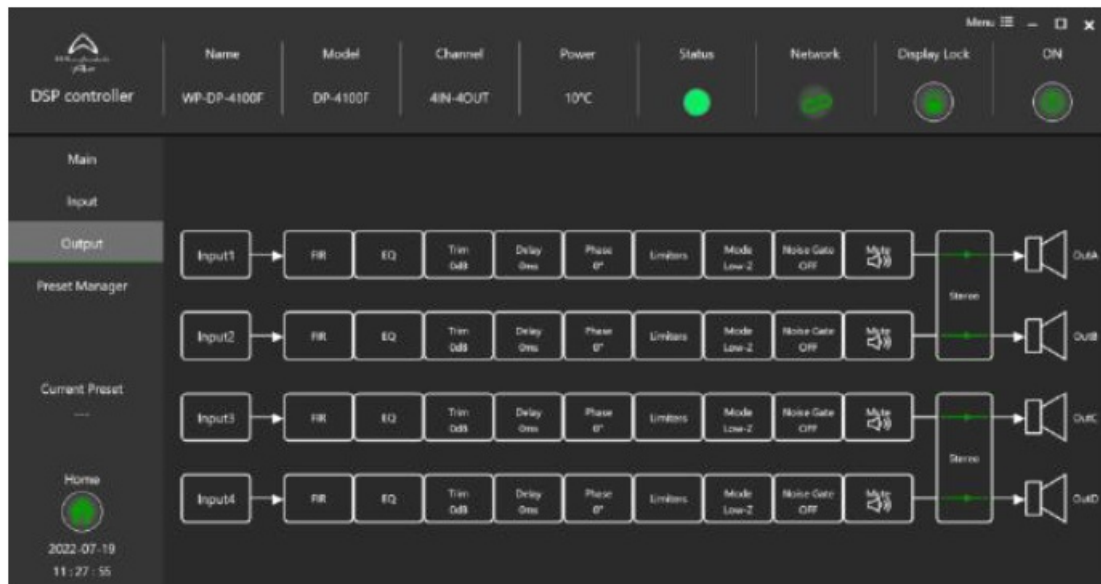 Menu
Name
Model
Channel
Power
Status
Network
Display Lock
ON
DSP controller
WP-DP-4100F
DP-4100F
4IN-4OUT
10°C
Main
Input
Output
Preset Manager
Current Preset
---
Home
2022-07-19
11:27:55
Input1
FIR
EQ
Trim
0dB
Delay
0ms
Phase
0°
Limiters
Mode
Low-Z
Noise Gate
OFF
Mute
OutA
Stereo
Input2
FIR
EQ
Trim
0dB
Delay
0ms
Phase
0°
Limiters
Mode
Low-Z
Noise Gate
OFF
Mute
OutB
Input3
FIR
EQ
Trim
0dB
Delay
0ms
Phase
0°
Limiters
Mode
Low-Z
Noise Gate
OFF
Mute
OutC
Stereo
Input4
FIR
EQ
Trim
0dB
Delay
0ms
Phase
0°
Limiters
Mode
Low-Z
Noise Gate
OFF
Mute
OutD